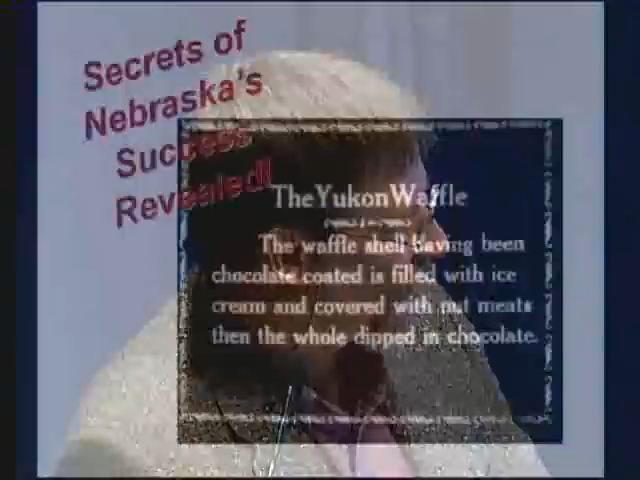 Secrets of
Nebraska's
Success
Revealed!
The Yukon Waffle
The waffle shell having been
chocolate coated is filled with ice
cream and covered with nut meats
then the whole dipped in chocolate.